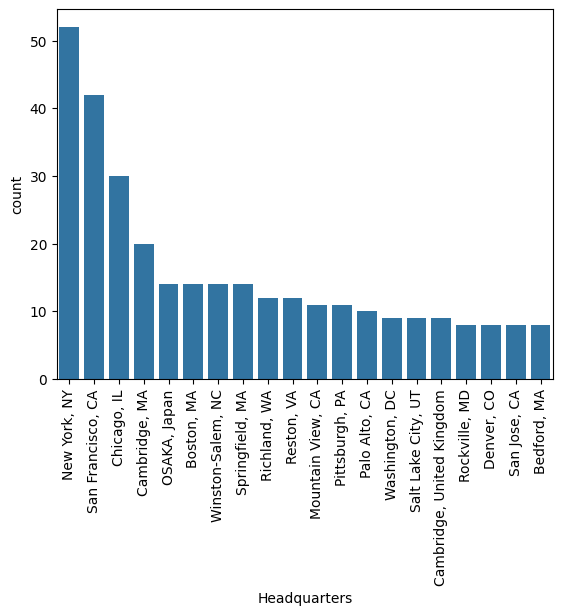 50
40
30
20
10
0
count
New York, NY
San Francisco, CA
Chicago, IL
Cambridge, MA
OSAKA, Japan
Boston, MA
Winston-Salem, NC
Springfield, MA
Richland, WA
Reston, VA
Mountain View, CA
Pittsburgh, PA
Palo Alto, CA
Washington, DC
Salt Lake City, UT
Cambridge, United Kingdom
Rockville, MD
Denver, CO
San Jose, CA
Bedford, MA
Headquarters